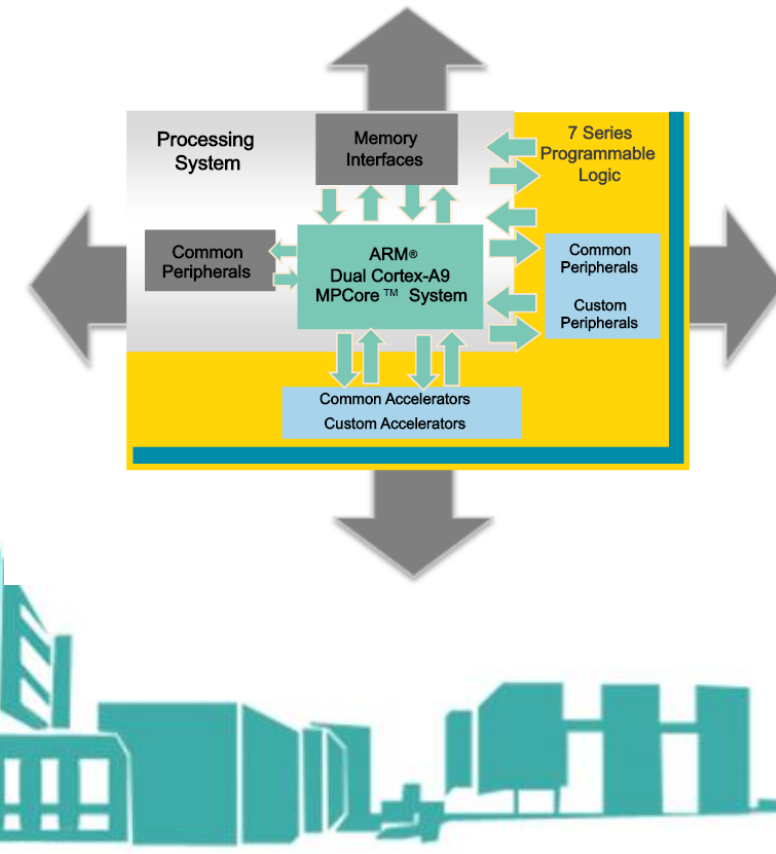 Processing
System
Memory
Interfaces
7 Series
Programmable
Logic
Common
Peripherals
ARM®
Dual Cortex-A9
MPCore™ System
Common
Peripherals
Custom
Peripherals
Common Accelerators
Custom Accelerators